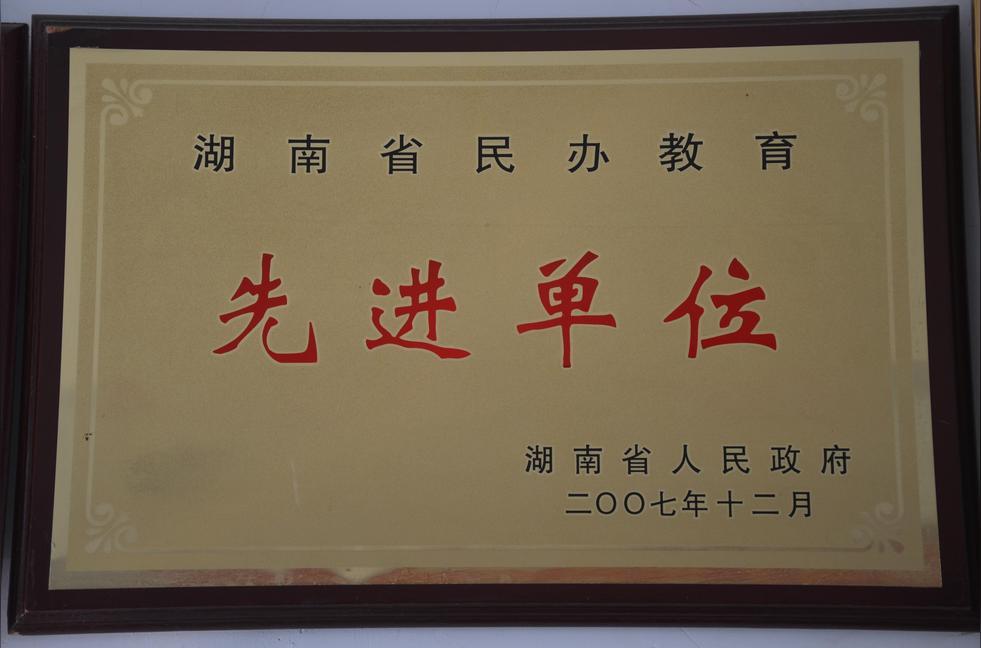 湖南省民办教育
先进单位
湖南省人民政府
二〇〇七年十二月